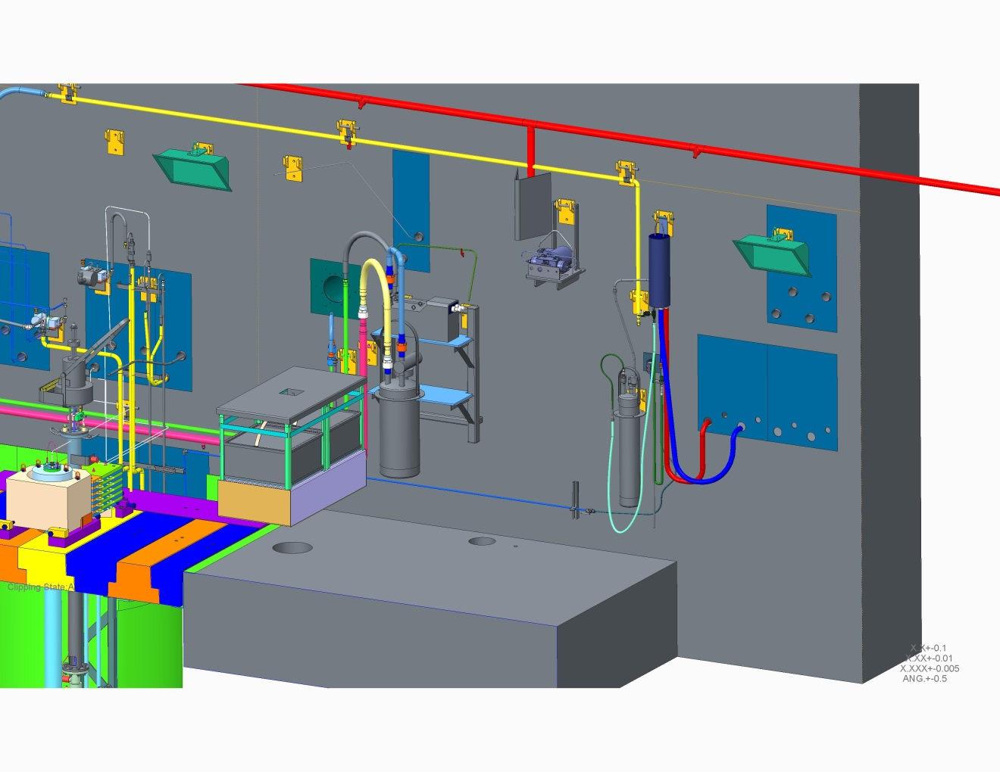 Clipping State:A
X.X+-0.1
X.XX+-0.01
X.XXX+-0.005
ANG.+-0.5